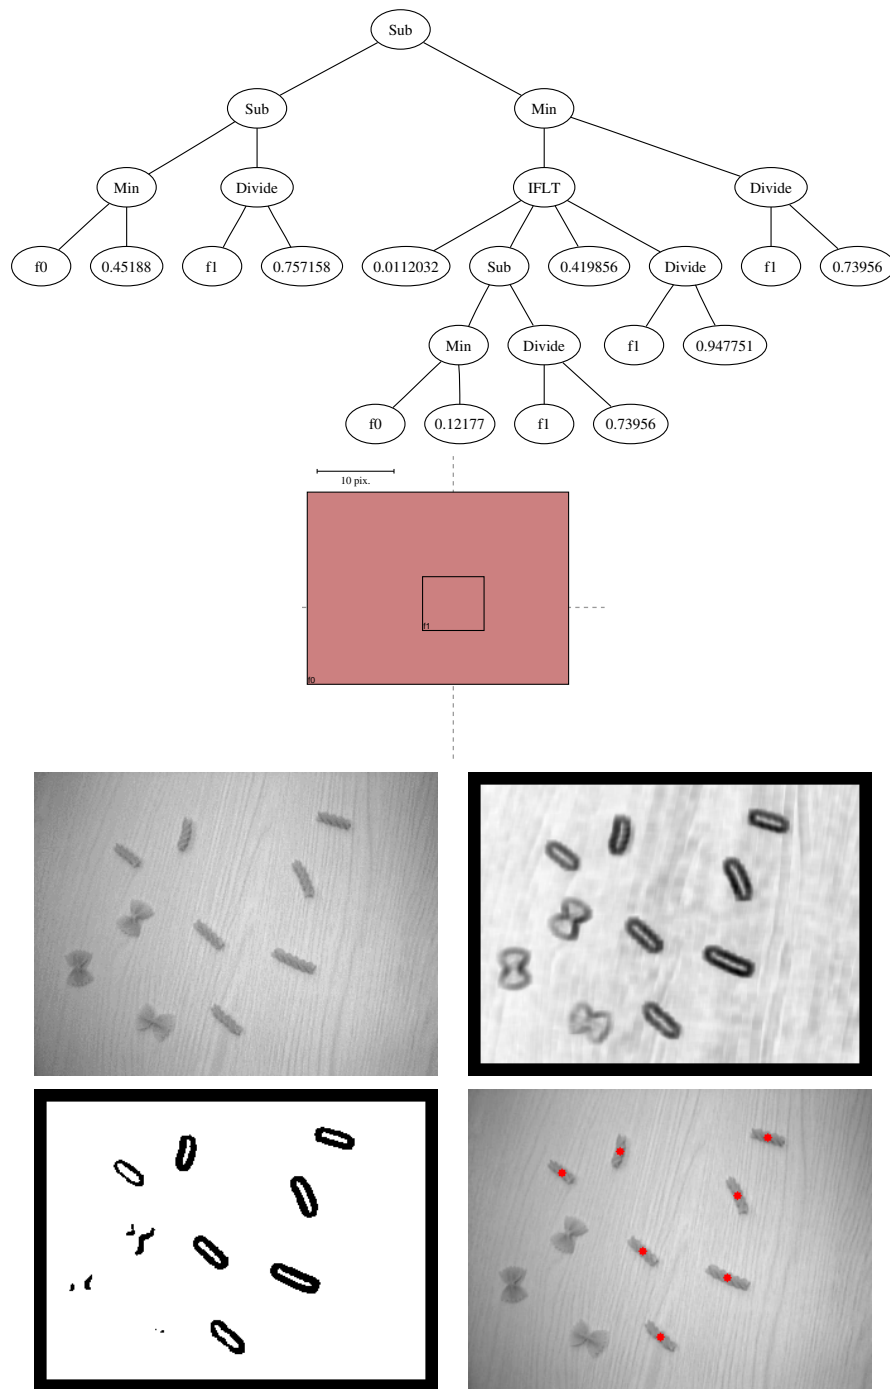 Sub
Sub Min
Min Divide IFLT Divide
f0 0.45188 f1 0.757158 0.0112032 Sub 0.419856 Divide f1 0.73956
Min Divide f1 0.947751
f0 0.12177 f1 0.73956
10 pix.
f1
f0